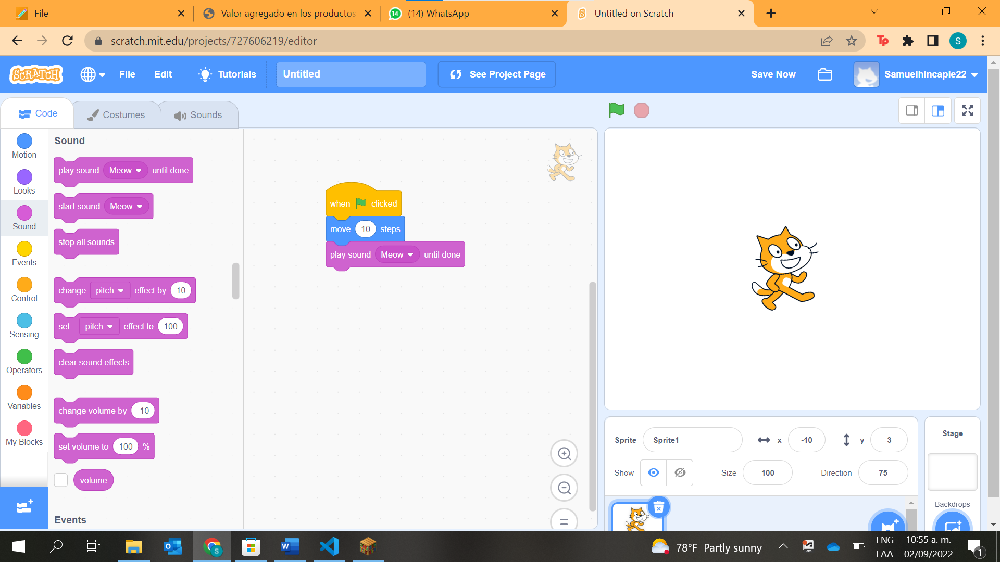 File
Valor agregado en los productos
14 (14) WhatsApp
Untitled on Scratch
scratch.mit.edu/projects/727606219/editor
Tp
S
SCRATCH
File
Edit
Tutorials
Untitled
See Project Page
Save Now
Samuelhincapie22
Code
Costumes
Sounds
Motion
Looks
Sound
Events
Control
Sensing
Operators
Variables
My Blocks
Sound
play sound Meow until done
start sound Meow
stop all sounds
change pitch effect by 10
set pitch effect to 100
clear sound effects
change volume by -10
set volume to 100 %
volume
Events
when clicked
move 10 steps
play sound Meow until done
Sprite Sprite1 x -10 y 3
Show Size 100 Direction 75
Stage
Backdrops
78°F Partly sunny
ENG
LAA
10:55 a. m.
02/09/2022
1